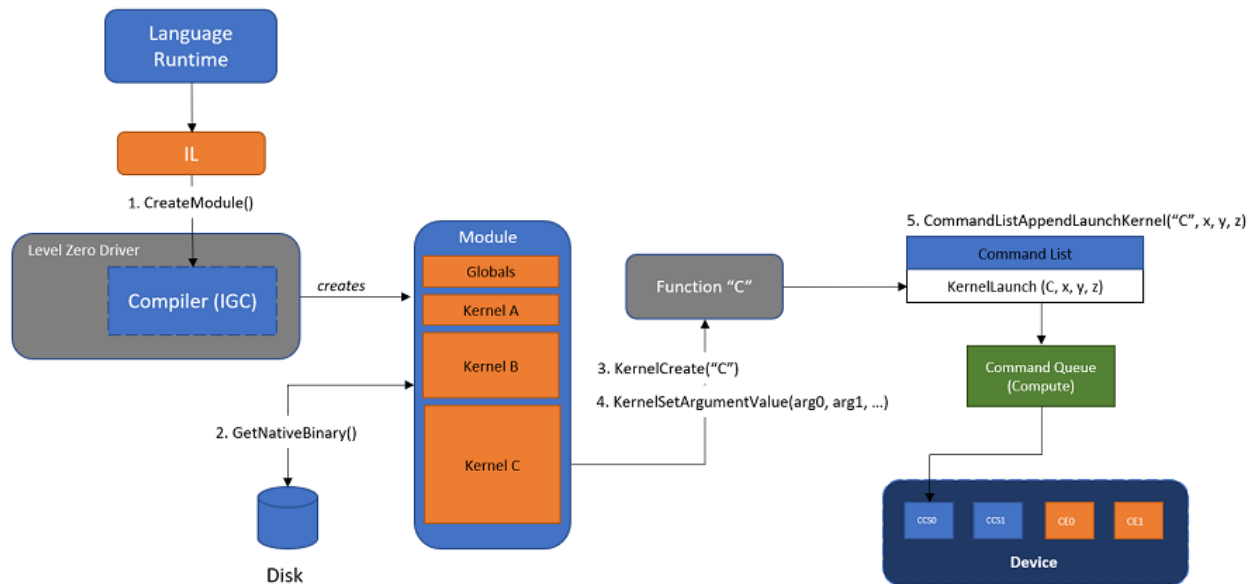 Language
Runtime
IL
1. CreateModule()
Level Zero Driver
Compiler (IGC)
creates
Module
Globals
Kernel A
Kernel B
Kernel C
2. GetNativeBinary()
Disk
Function “C”
3. KernelCreate(“C”)
4. KernelSetArgumentValue(arg0, arg1, …)
5. CommandListAppendLaunchKernel(“C”, x, y, z)
Command List
KernelLaunch (C, x, y, z)
Command Queue
(Compute)
CCS0 CCS1 CE0 CE1
Device